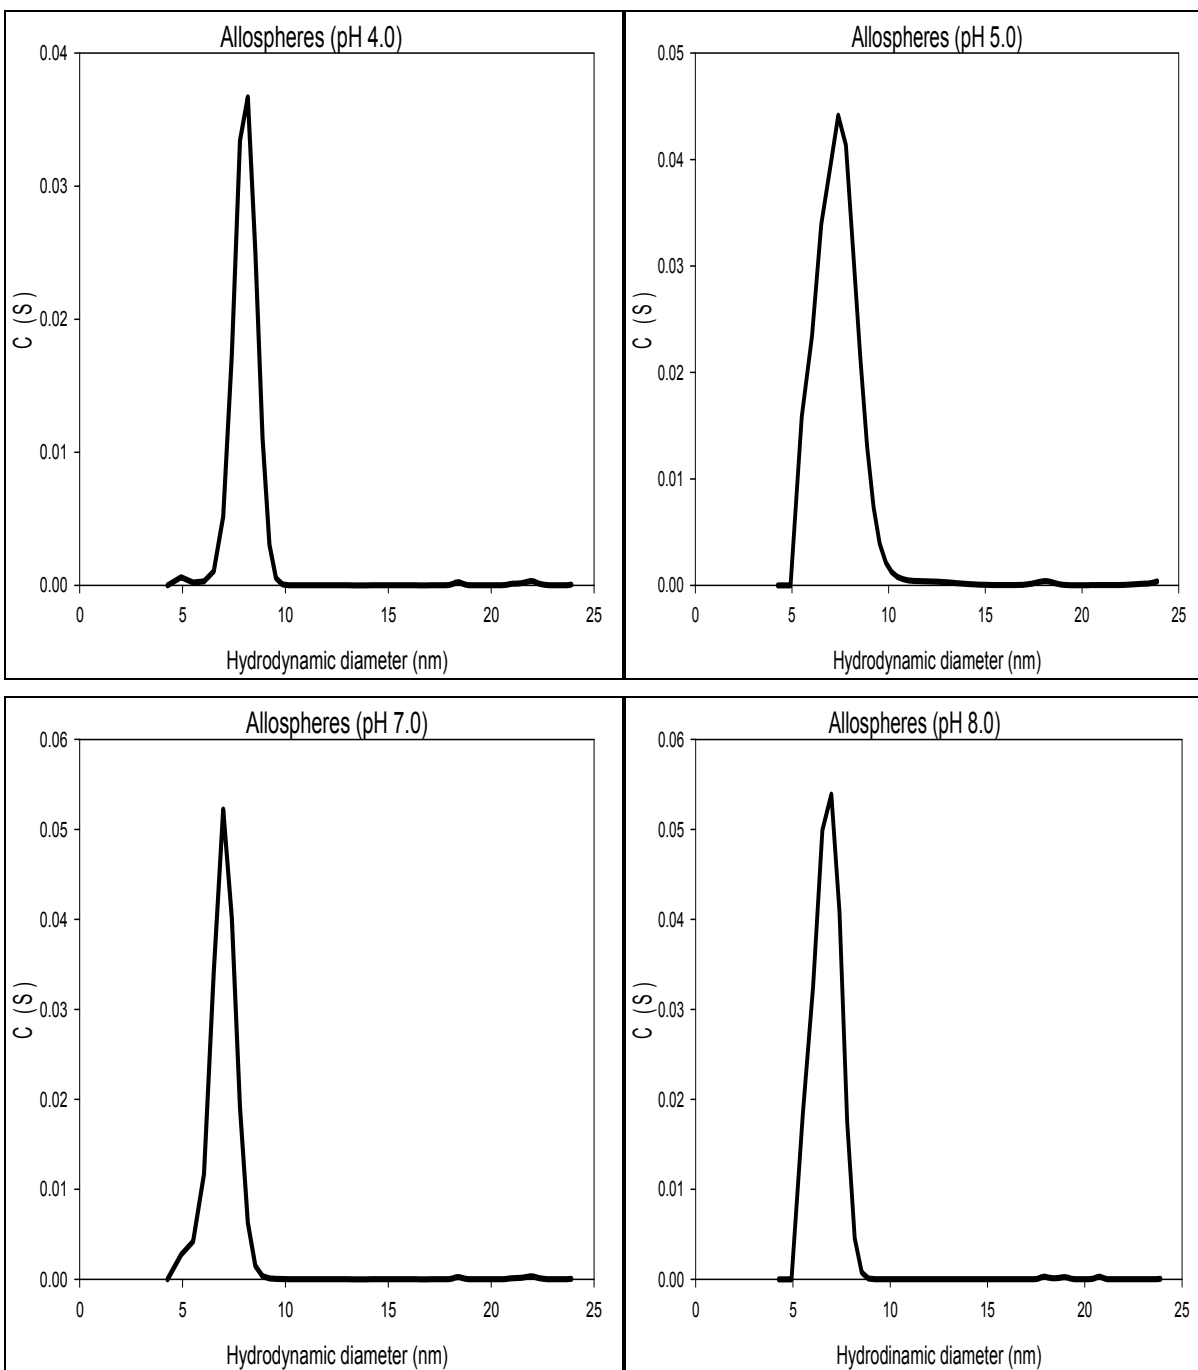 Allospheres (pH 4.0)
0.04
0.03
0.02
0.01
0.00
C (S)
0 5 10 15 20 25
Hydrodynamic diameter (nm)
Allospheres (pH 5.0)
0.05
0.04
0.03
0.02
0.01
0.00
C (S)
0 5 10 15 20 25
Hydrodynamic diameter (nm)
Allospheres (pH 7.0)
0.06
0.05
0.04
0.03
0.02
0.01
0.00
C (S)
0 5 10 15 20 25
Hydrodynamic diameter (nm)
Allospheres (pH 8.0)
0.06
0.05
0.04
0.03
0.02
0.01
0.00
C (S)
0 5 10 15 20 25
Hydrodinamic diameter (nm)